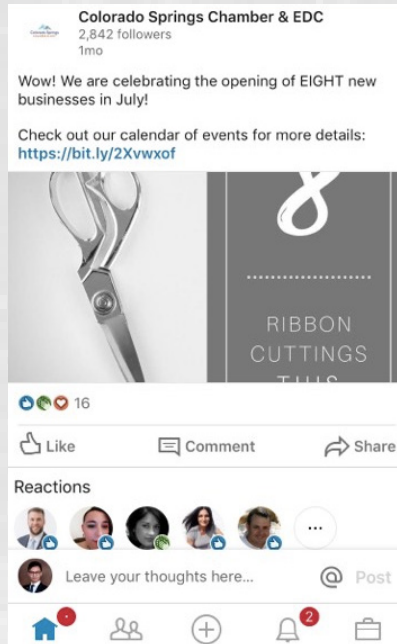 Colorado Springs Chamber & EDC
2,842 followers
1mo
Wow! We are celebrating the opening of EIGHT new
businesses in July!
Check out our calendar of events for more details:
https://bit.ly/2Xvwxof
8
RIBBON
CUTTINGS
THIS
16
Like
Comment
Share
Reactions
...
Leave your thoughts here...
@ Post
2